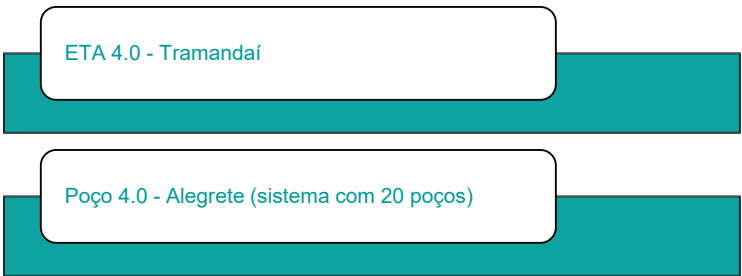 ETA 4.0 - Tramandaí
Poço 4.0 - Alegrete (sistema com 20 poços)